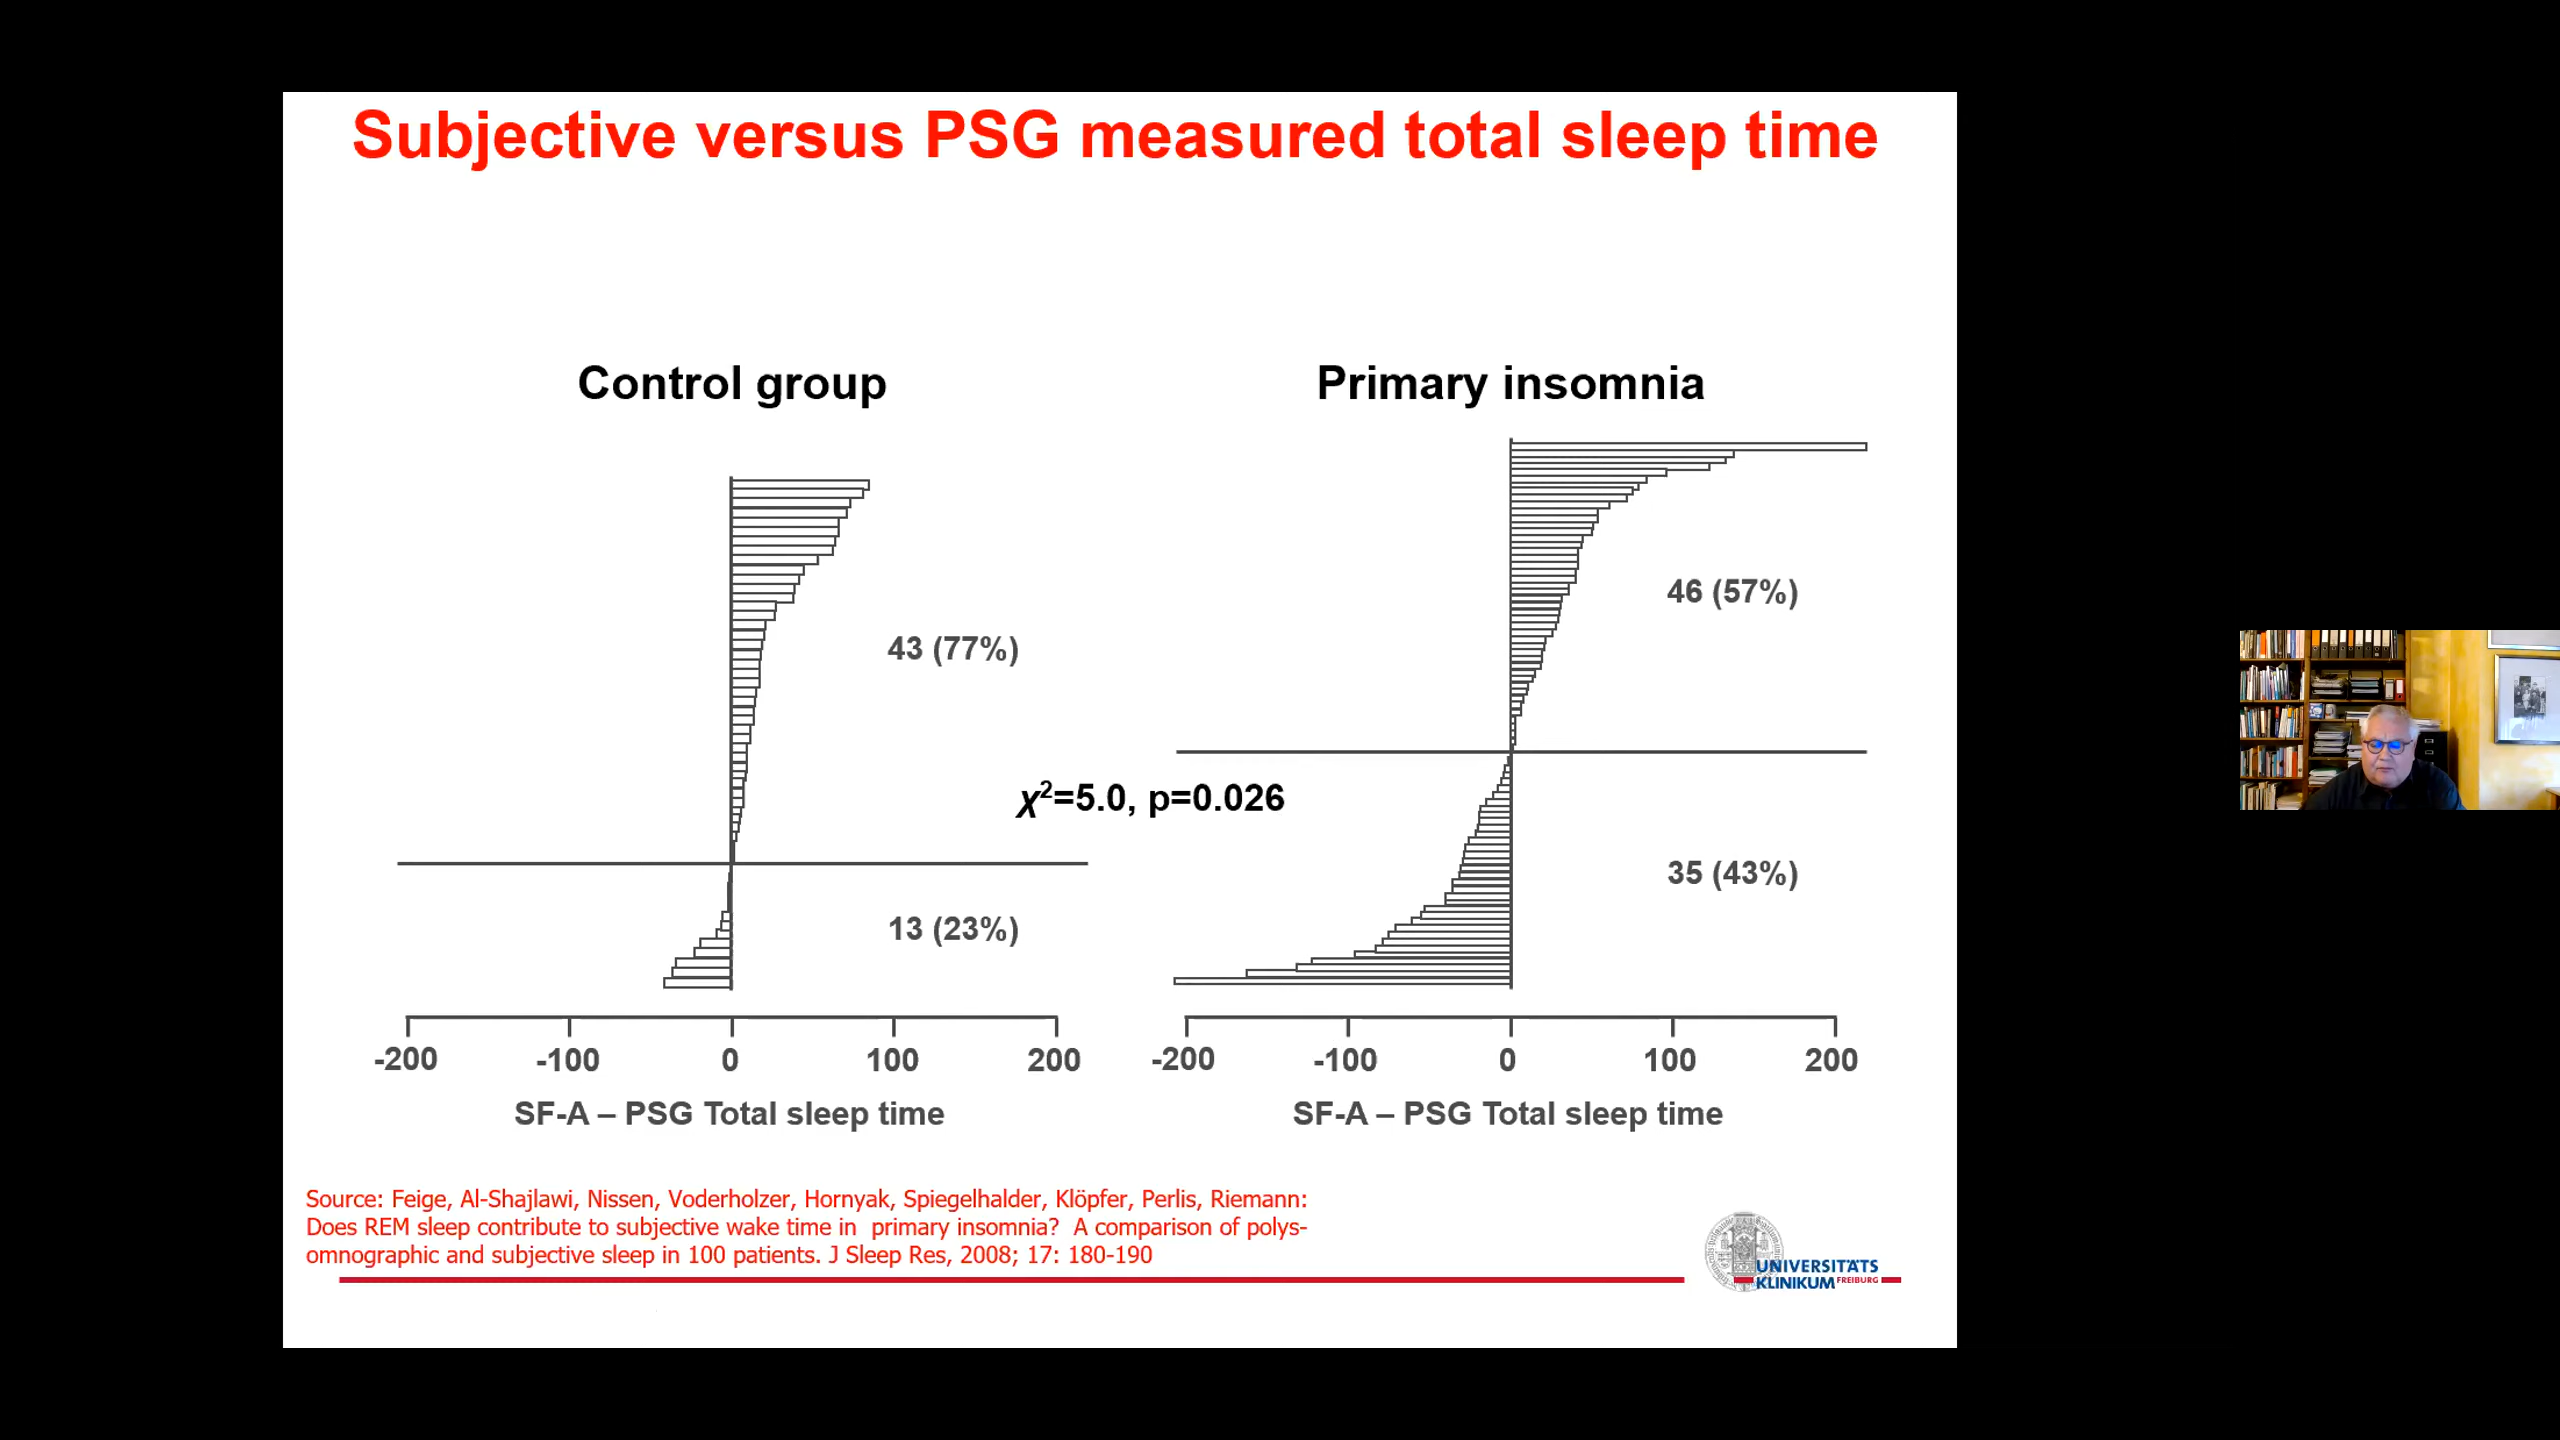 Subjective versus PSG measured total sleep time
Control group
Primary insomnia
43 (77%)
46 (57%)
χ²=5.0, p=0.026
13 (23%)
35 (43%)
-200 -100 0 100 200
-200 -100 0 100 200
SF-A – PSG Total sleep time
SF-A – PSG Total sleep time
Source: Feige, Al-Shajlawi, Nissen, Voderholzer, Hornyak, Spiegelhalder, Klöpfer, Perlis, Riemann:
Does REM sleep contribute to subjective wake time in primary insomnia? A comparison of polys-
omnographic and subjective sleep in 100 patients. J Sleep Res, 2008; 17: 180-190
UNIVERSITÄTS
KLINIKUM FREIBURG